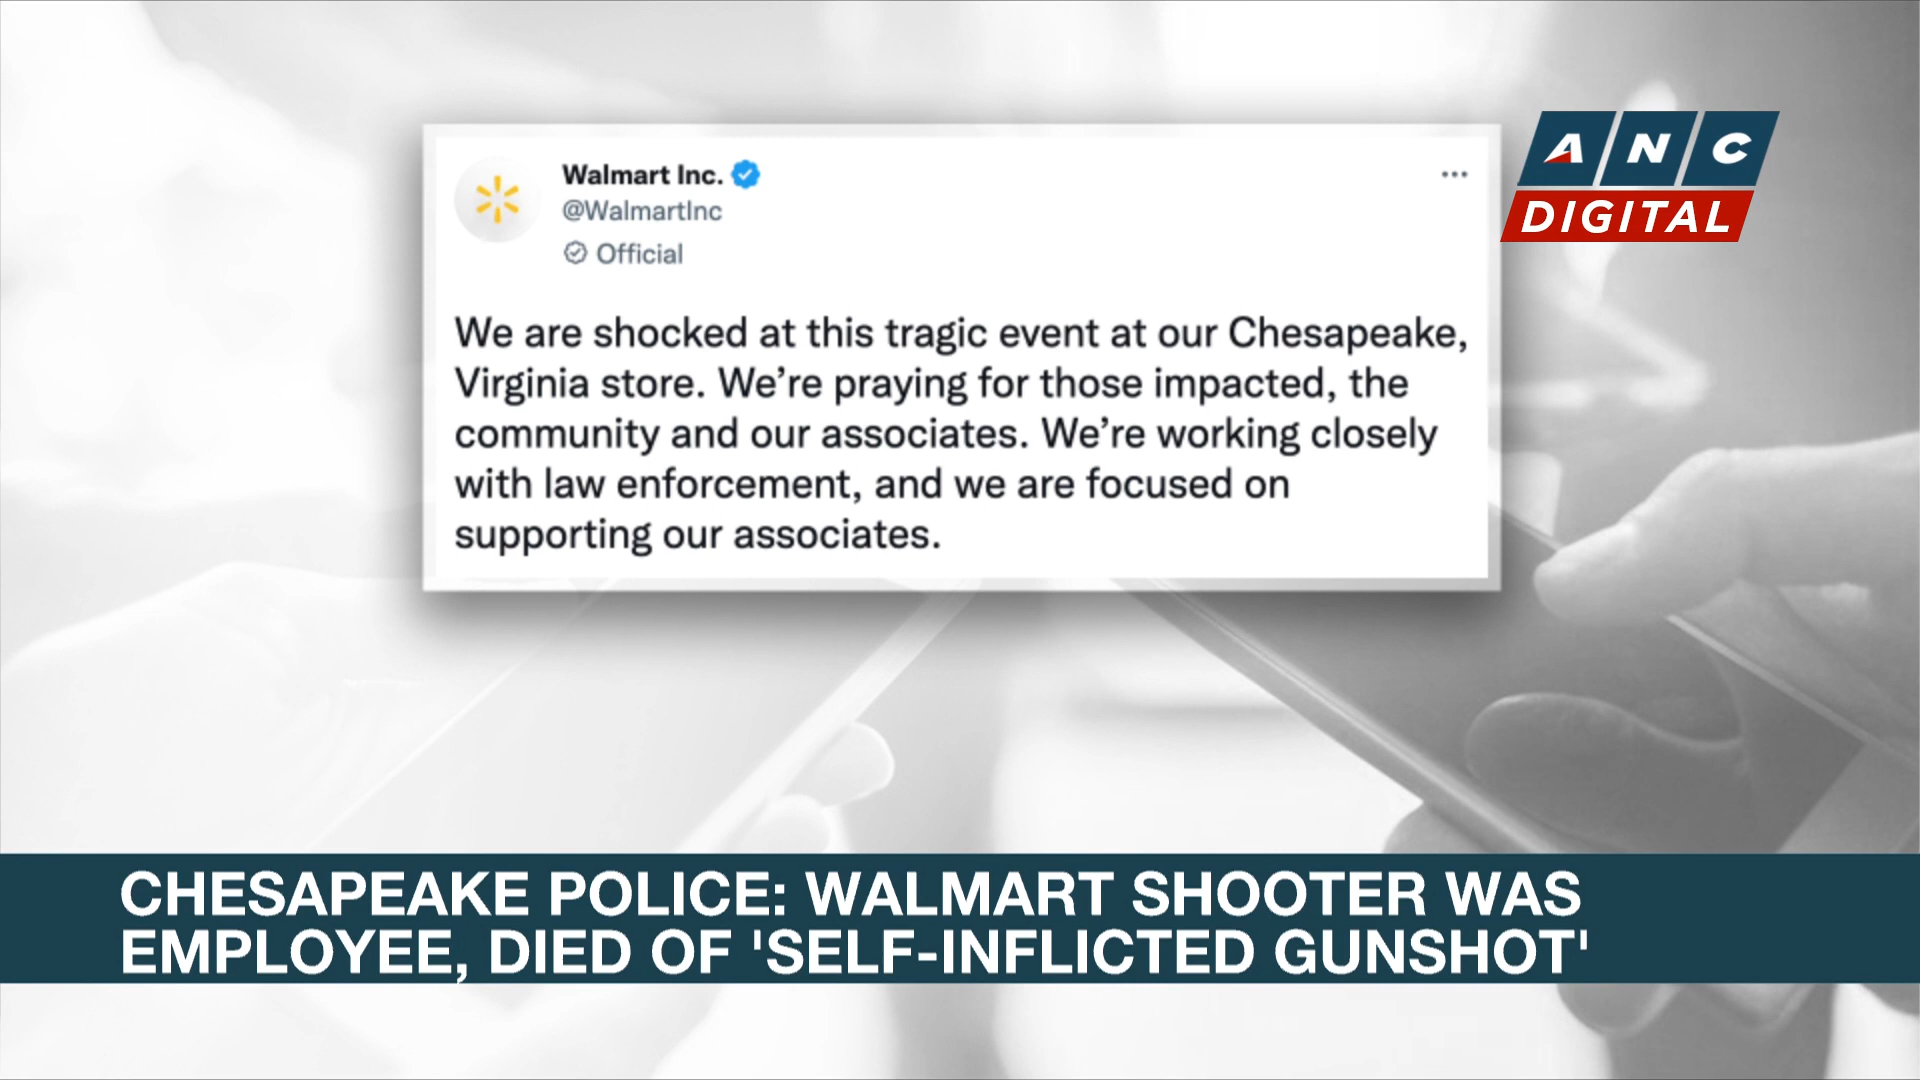 Walmart Inc.
@WalmartInc
Official
ANC
DIGITAL
We are shocked at this tragic event at our Chesapeake,
Virginia store. We’re praying for those impacted, the
community and our associates. We’re working closely
with law enforcement, and we are focused on
supporting our associates.
CHESAPEAKE POLICE: WALMART SHOOTER WAS
EMPLOYEE, DIED OF 'SELF-INFLICTED GUNSHOT'